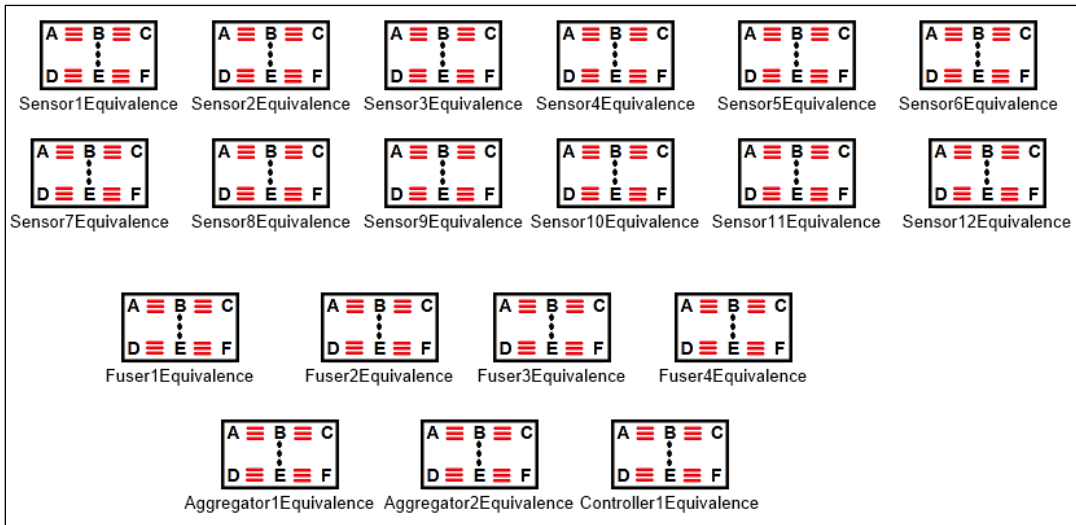 A B C A B C A B C A B C A B C A B C
D E F D E F D E F D E F D E F D E F
Sensor1Equivalence Sensor2Equivalence Sensor3Equivalence Sensor4Equivalence Sensor5Equivalence Sensor6Equivalence
A B C A B C A B C A B C A B C A B C
D E F D E F D E F D E F D E F D E F
Sensor7Equivalence Sensor8Equivalence Sensor9Equivalence Sensor10Equivalence Sensor11Equivalence Sensor12Equivalence
A B C A B C A B C A B C
D E F D E F D E F D E F
Fuser1Equivalence Fuser2Equivalence Fuser3Equivalence Fuser4Equivalence
A B C A B C A B C
D E F D E F D E F
Aggregator1Equivalence Aggregator2Equivalence Controller1Equivalence